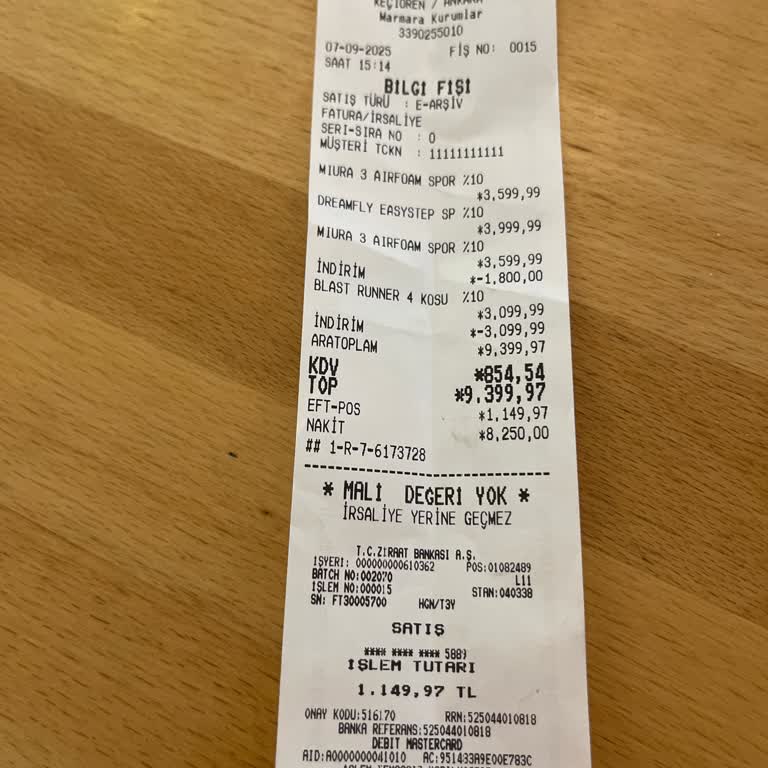 KEÇİÖREN / ANKARA
Marmara Kurumlar
3390255010
07-09-2025 FİŞ NO: 0015
SAAT 15:14
BİLGİ FİŞİ
SATIŞ TÜRÜ : E-ARŞİV
FATURA/İRSALİYE
SERI-SIRA NO : 0
MÜŞTERİ TCKN : 11111111111
MIURA 3 AIRFOAM SPOR %10
*3,599,99
DREAMFLY EASYSTEP SP %10
*3,999,99
MIURA 3 AIRFOAM SPOR %10
*3,599,99
İNDİRİM *-1,800,00
BLAST RUNNER 4 KOSU %10
*3,099,99
İNDİRİM *-3,099,99
ARATOPLAM *9,399,97
KDV *854,54
TOP *9.399,97
EFT-POS *1,149,97
NAKİT *8,250,00
## 1-R-7-6173728
* MALİ DEĞERİ YOK *
İRSALİYE YERİNE GEÇMEZ
T.C.ZİRAAT BANKASI A.Ş.
İŞYERİ: 000000000610362 POS:01082489
BATCH NO:002070 L11
İŞLEM NO:000015 STAN:040338
SN: FT30005700 HGN/T3Y
SATIŞ
**** **** **** 5889
İŞLEM TUTARI
1.149,97 TL
ONAY KODU:516170 RRN:525044010818
BANKA REFERANS:525044010818
DEBIT MASTERCARD
AID:A0000000041010 AC:951433A9E00E783C